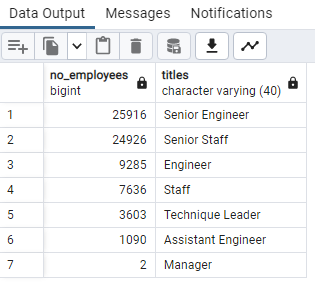 Data Output Messages Notifications
no_employees titles
bigint character varying (40)
1 25916 Senior Engineer
2 24926 Senior Staff
3 9285 Engineer
4 7636 Staff
5 3603 Technique Leader
6 1090 Assistant Engineer
7 2 Manager